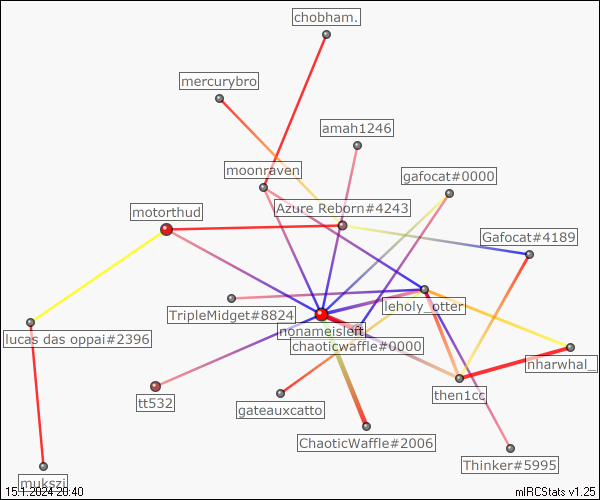 chobham.
mercurybro
amah1246
moonraven
gafocat#0000
motorthud
Azure Reborn#4243
Gafocat#4189
TripleMidget#8824
leholy_otter
nonameisleft
lucas das oppai#2396
chaoticwaffle#0000
nharwhal_
tt532
gateauxcatto
then1cc
ChaoticWaffle#2006
Thinker#5995
mukszi
15.1.2024 20:40
mIRCStats v1.25